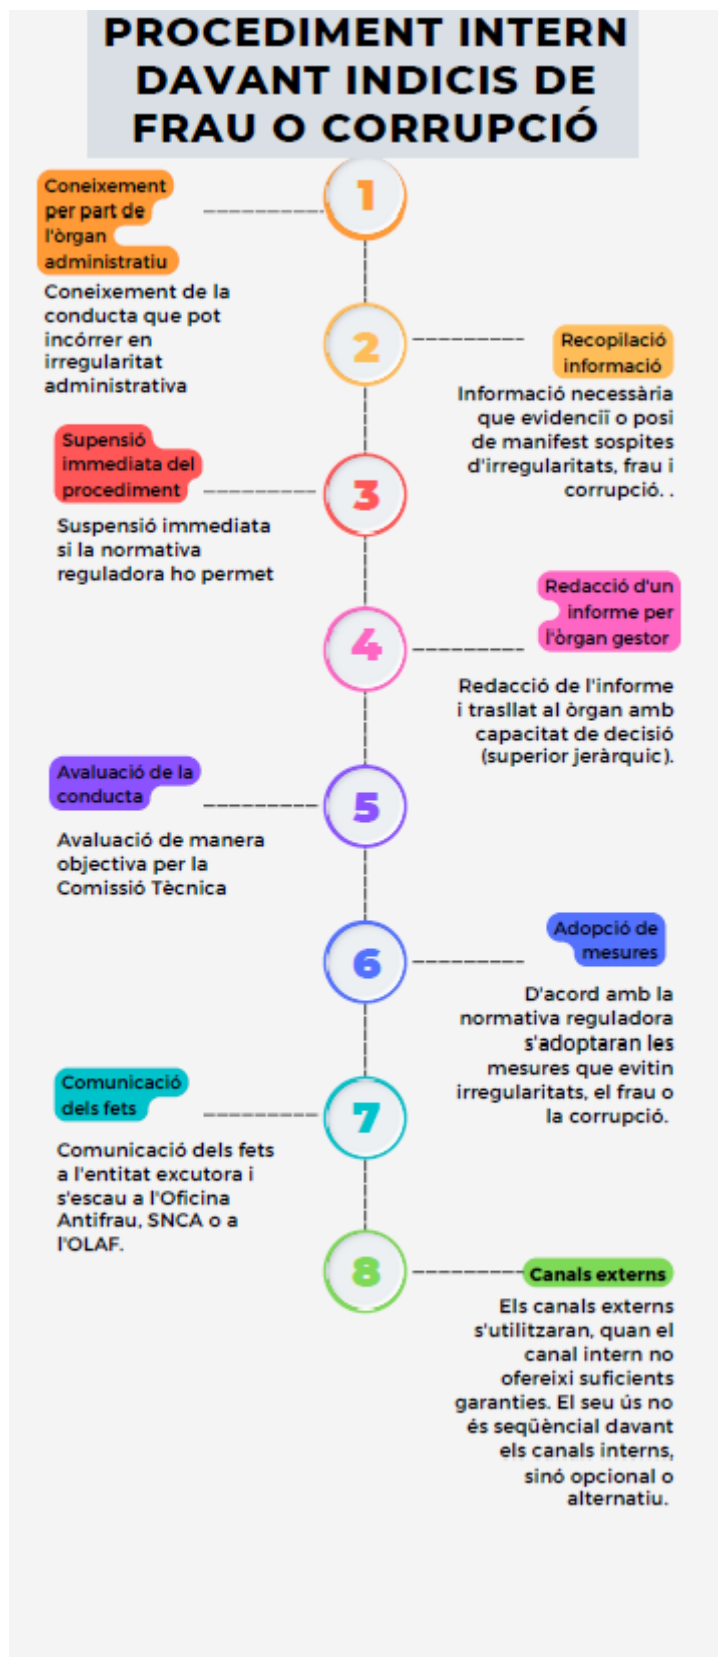 PROCEDIMENT INTERN
DAVANT INDICIS DE
FRAU O CORRUPCIÓ
1
Coneixement
per part de
l'òrgan
administratiu
Coneixement de la
conducta que pot
incórrer en
irregularitat
administrativa
2
Recopilació
informació
Informació necessària
que evidenciï o posi
de manifest sospites
d'irregularitats, frau i
corrupció. .
Supensió
immediata del
procediment
3
Suspensió immediata
si la normativa
reguladora ho permet
4
Redacció d'un
informe per
l'òrgan gestor
Redacció de l'informe
i trasllat al òrgan amb
capacitat de decisió
(superior jeràrquic).
Avaluació de la
conducta
5
Avaluació de manera
objectiva per la
Comissió Tècnica
6
Adopció de
mesures
D'acord amb la
normativa reguladora
s'adoptaran les
mesures que evitin
irregularitats, el frau o
la corrupció.
Comunicació
dels fets
7
Comunicació dels fets
a l'entitat excutora i
s'escau a l'Oficina
Antifrau, SNCA o a
l'OLAF.
8
Canals externs
Els canals externs
s'utilitzaran, quan el
canal intern no
ofereixi suficients
garanties. El seu ús no
és seqüèncial davant
els canals interns,
sinó opcional o
alternatiu.